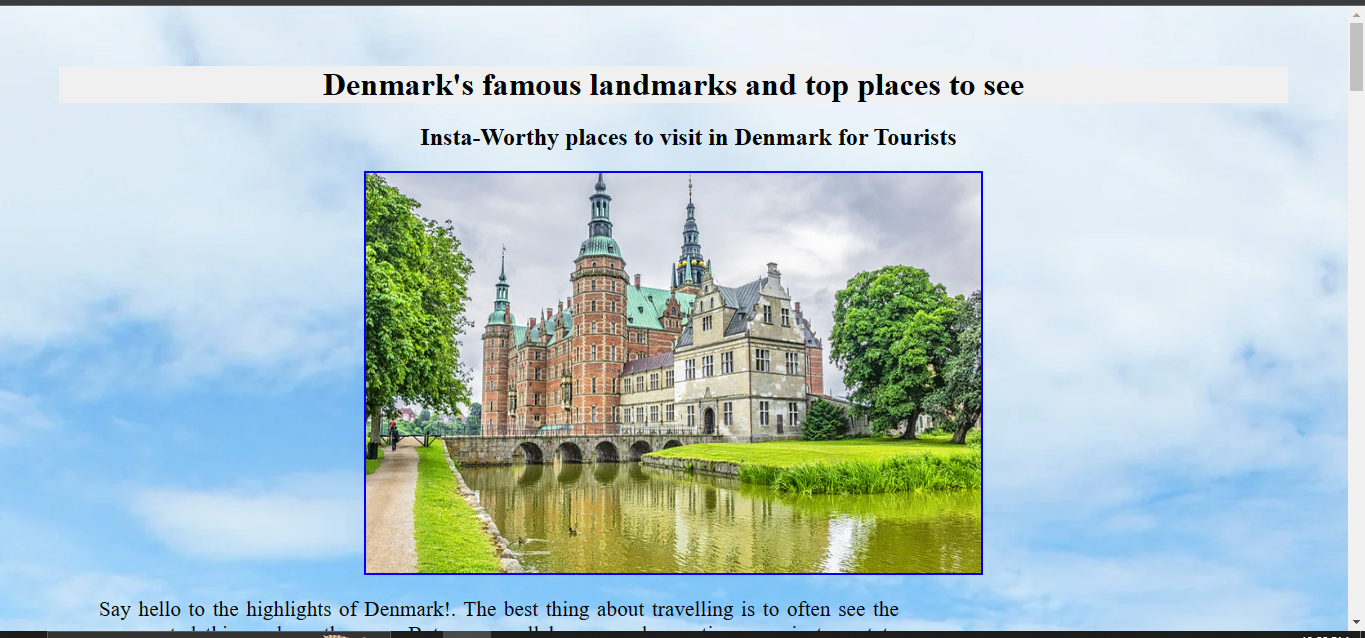 Denmark's famous landmarks and top places to see
Insta-Worthy places to visit in Denmark for Tourists
Say hello to the highlights of Denmark!. The best thing about travelling is to often see the